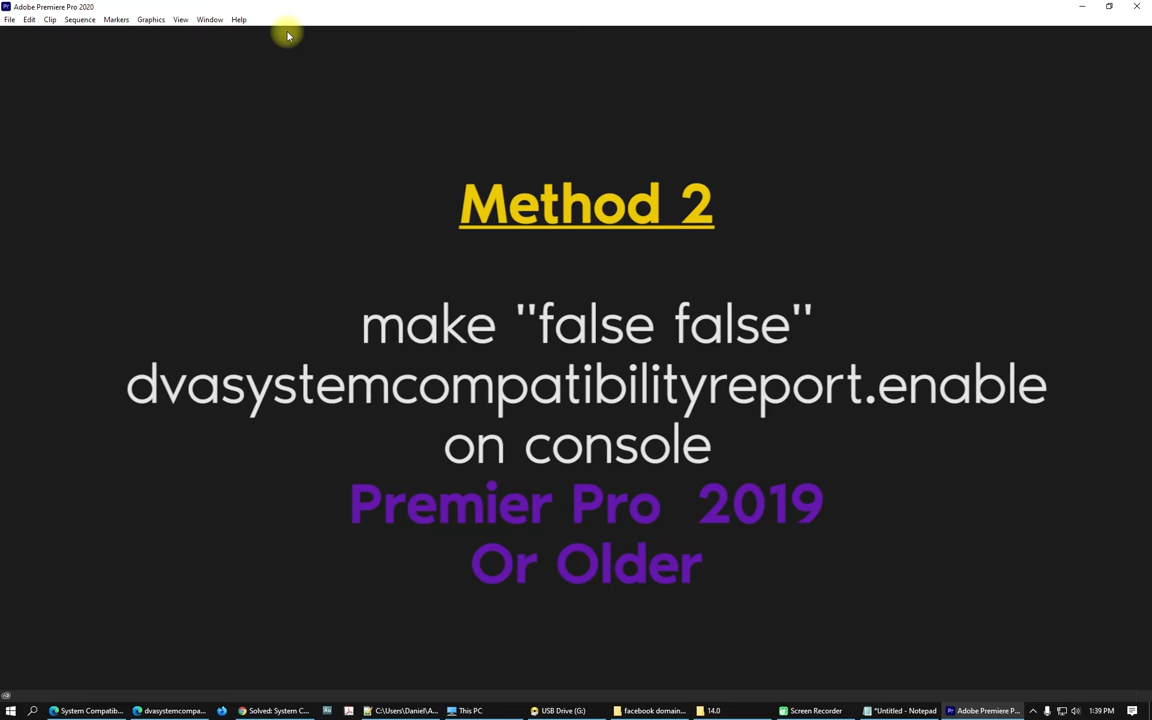 Adobe Premiere Pro 2020
File Edit Clip Sequence Markers Graphics View Window Help
Method 2
make "false false"
dvasystemcompatibilityreport.enable
on console
Premier Pro 2019
Or Older
System Compatib... dvasystemcompa... Solved: System C... C:\Users\Daniel\A... This PC USB Drive (G:) facebook domain... 14.0 Screen Recorder *Untitled - Notepad Adobe Premiere P... 1:39 PM